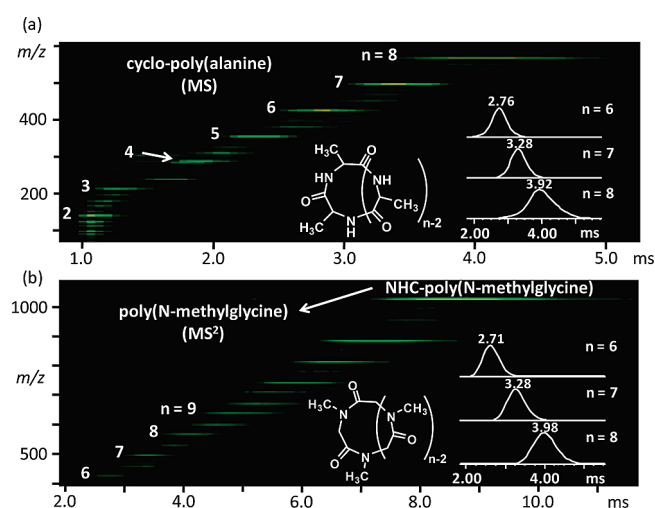 (a)
m/z
cyclo-poly(alanine)
(MS)
n = 8
7
6
5
4
3
2
400
200
2.76
n = 6
3.28
n = 7
3.92
n = 8
2.00
4.00
ms
CH₃
O
HN
NH
O
CH₃
H₃C
N
H
O
n-2
1.0
2.0
3.0
4.0
5.0
ms
(b)
NHC-poly(N-methylglycine)
1000
poly(N-methylglycine)
(MS²)
m/z
500
n = 9
8
7
6
2.71
n = 6
3.28
n = 7
3.98
n = 8
2.00
4.00
ms
O
H₃C
N
N
CH₃
O
O
N
CH₃
n-2
2.0
4.0
6.0
8.0
10.0
ms